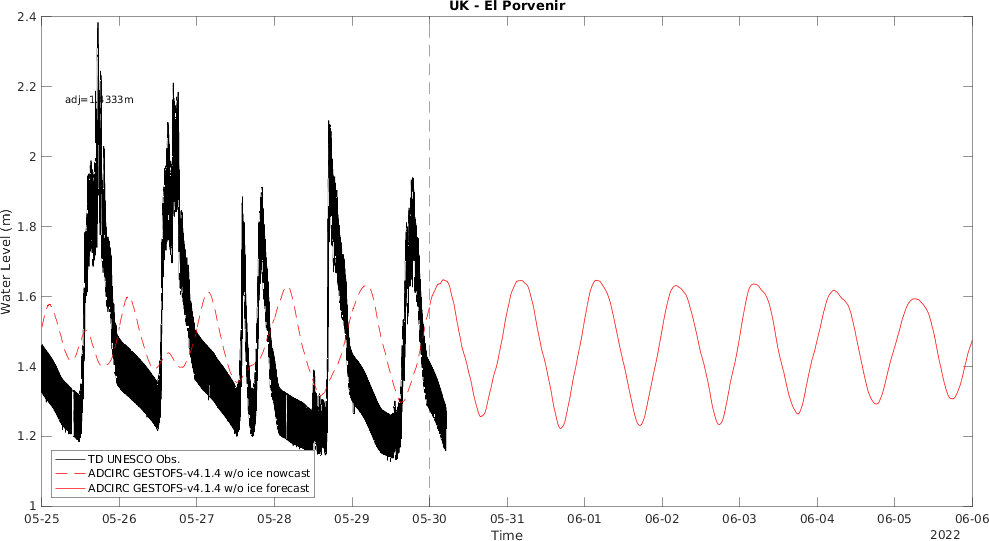 UK - El Porvenir
2.4
2.2
2
1.8
1.6
1.4
1.2
1
Water Level (m)
adj=1.4333m
TD UNESCO Obs.
ADCIRC GESTOFS-v4.1.4 w/o ice nowcast
ADCIRC GESTOFS-v4.1.4 w/o ice forecast
05-25 05-26 05-27 05-28 05-29 05-30 05-31 06-01 06-02 06-03 06-04 06-05 06-06
Time
2022